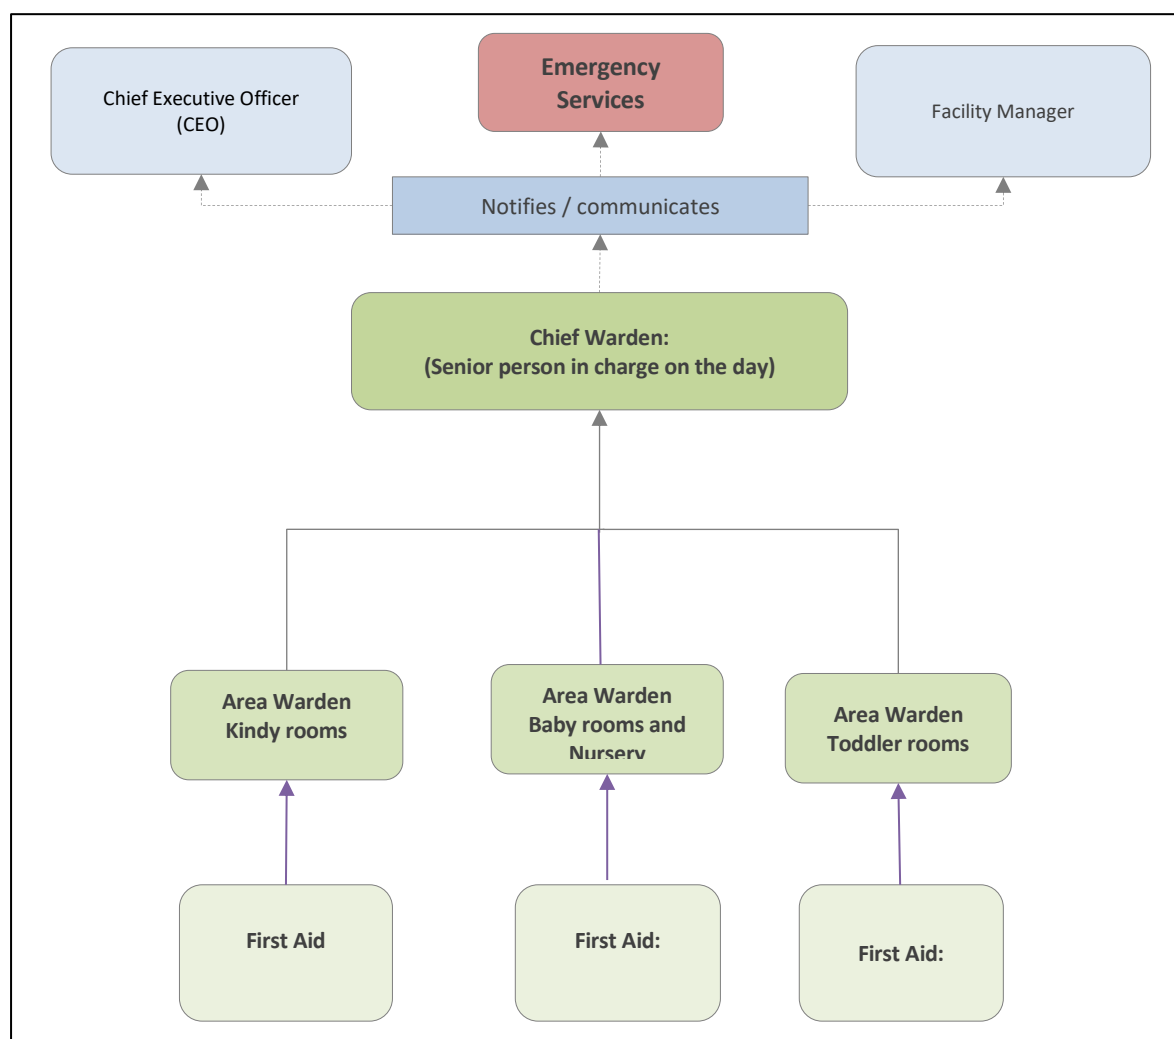 Chief Executive Officer
(CEO)
Emergency
Services
Facility Manager
Notifies / communicates
Chief Warden:
(Senior person in charge on the day)
Area Warden
Kindy rooms
Area Warden
Baby rooms and
Nursery
Area Warden
Toddler rooms
First Aid
First Aid:
First Aid: